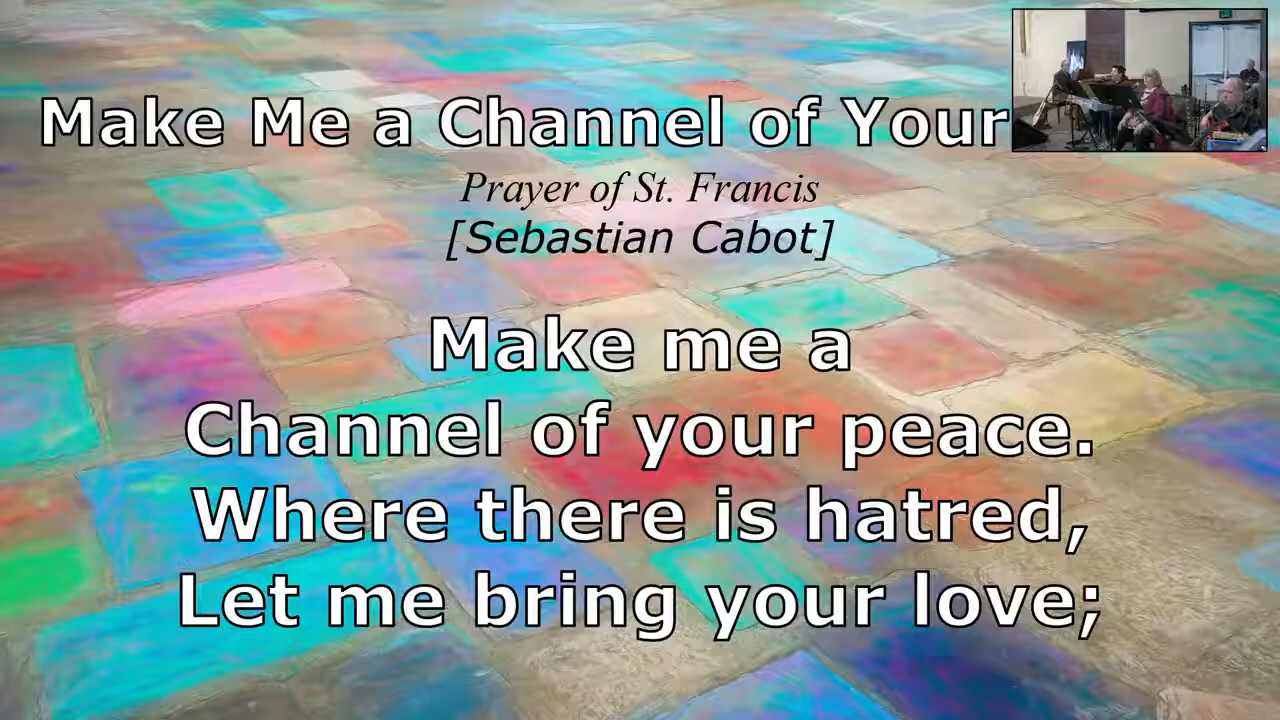 Make Me a Channel of Your
Prayer of St. Francis
[Sebastian Cabot]
Make me a
Channel of your peace.
Where there is hatred,
Let me bring your love;